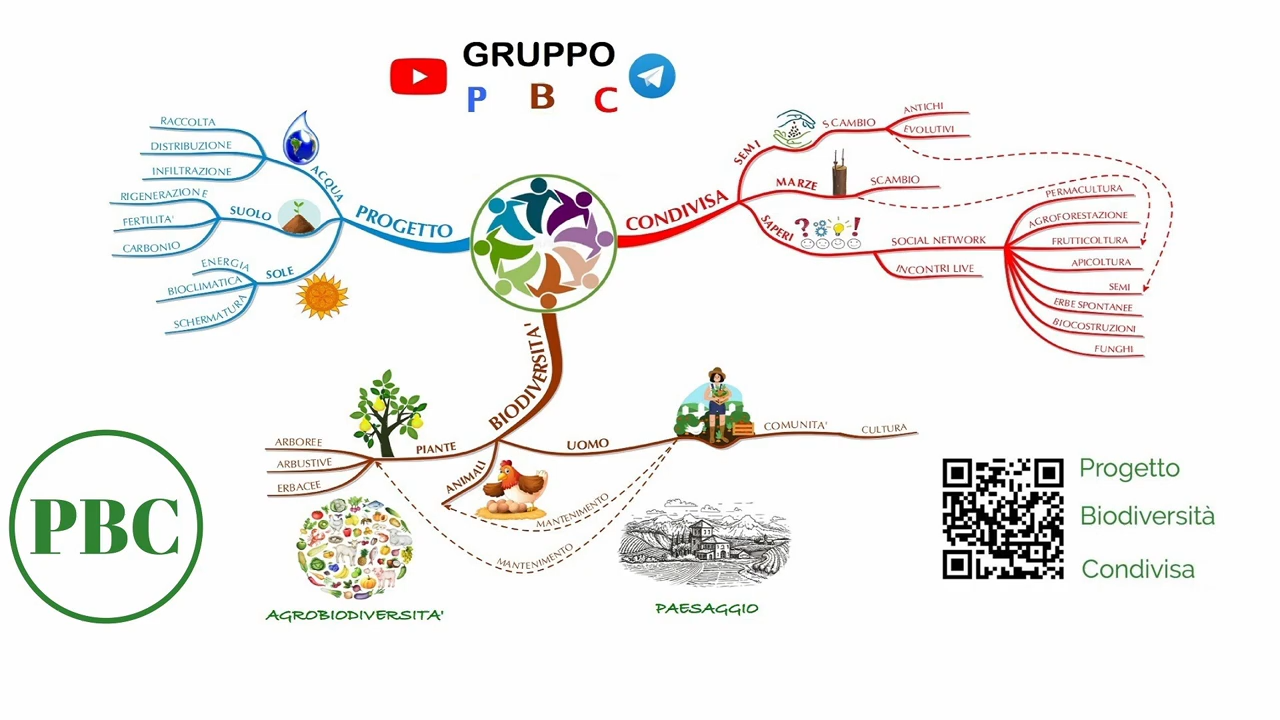 GRUPPO
P B C
PROGETTO
ACQUA
RACCOLTA
DISTRIBUZIONE
INFILTRAZIONE
SUOLO
RIGENERAZIONE
FERTILITA'
CARBONIO
SOLE
ENERGIA
BIOCLIMATICA
SCHERMATURA
CONDIVISA
SEMI
SCAMBIO
ANTICHI
EVOLUTIVI
MARZE
SCAMBIO
SAPERI
SOCIAL NETWORK
INCONTRI LIVE
PERMACULTURA
AGROFORESTAZIONE
FRUTTICOLTURA
APICOLTURA
SEMI
ERBE SPONTANEE
BIOCOSTRUZIONI
FUNGHI
BIODIVERSITA'
PIANTE
ARBOREE
ARBUSTIVE
ERBACEE
ANIMALI
UOMO
COMUNITA'
CULTURA
MANTENIMENTO
MANTENIMENTO
AGROBIODIVERSITA'
PAESAGGIO
PBC
Progetto
Biodiversità
Condivisa